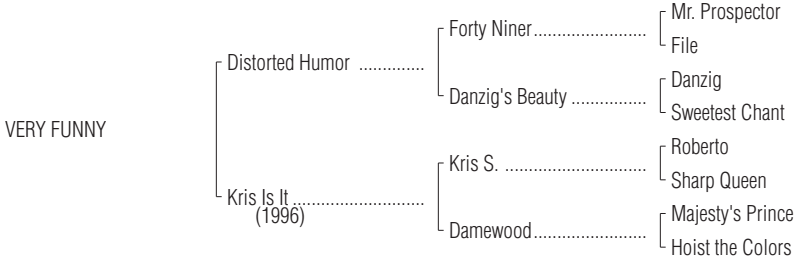 Mr. Prospector
Forty Niner.......................
File
Distorted Humor ..............
Danzig
Danzig's Beauty ................
Sweetest Chant
VERY FUNNY
Roberto
Kris S. .............................
Sharp Queen
Kris Is It ..........................
(1996)
Majesty's Prince
Damewood.......................
Hoist the Colors